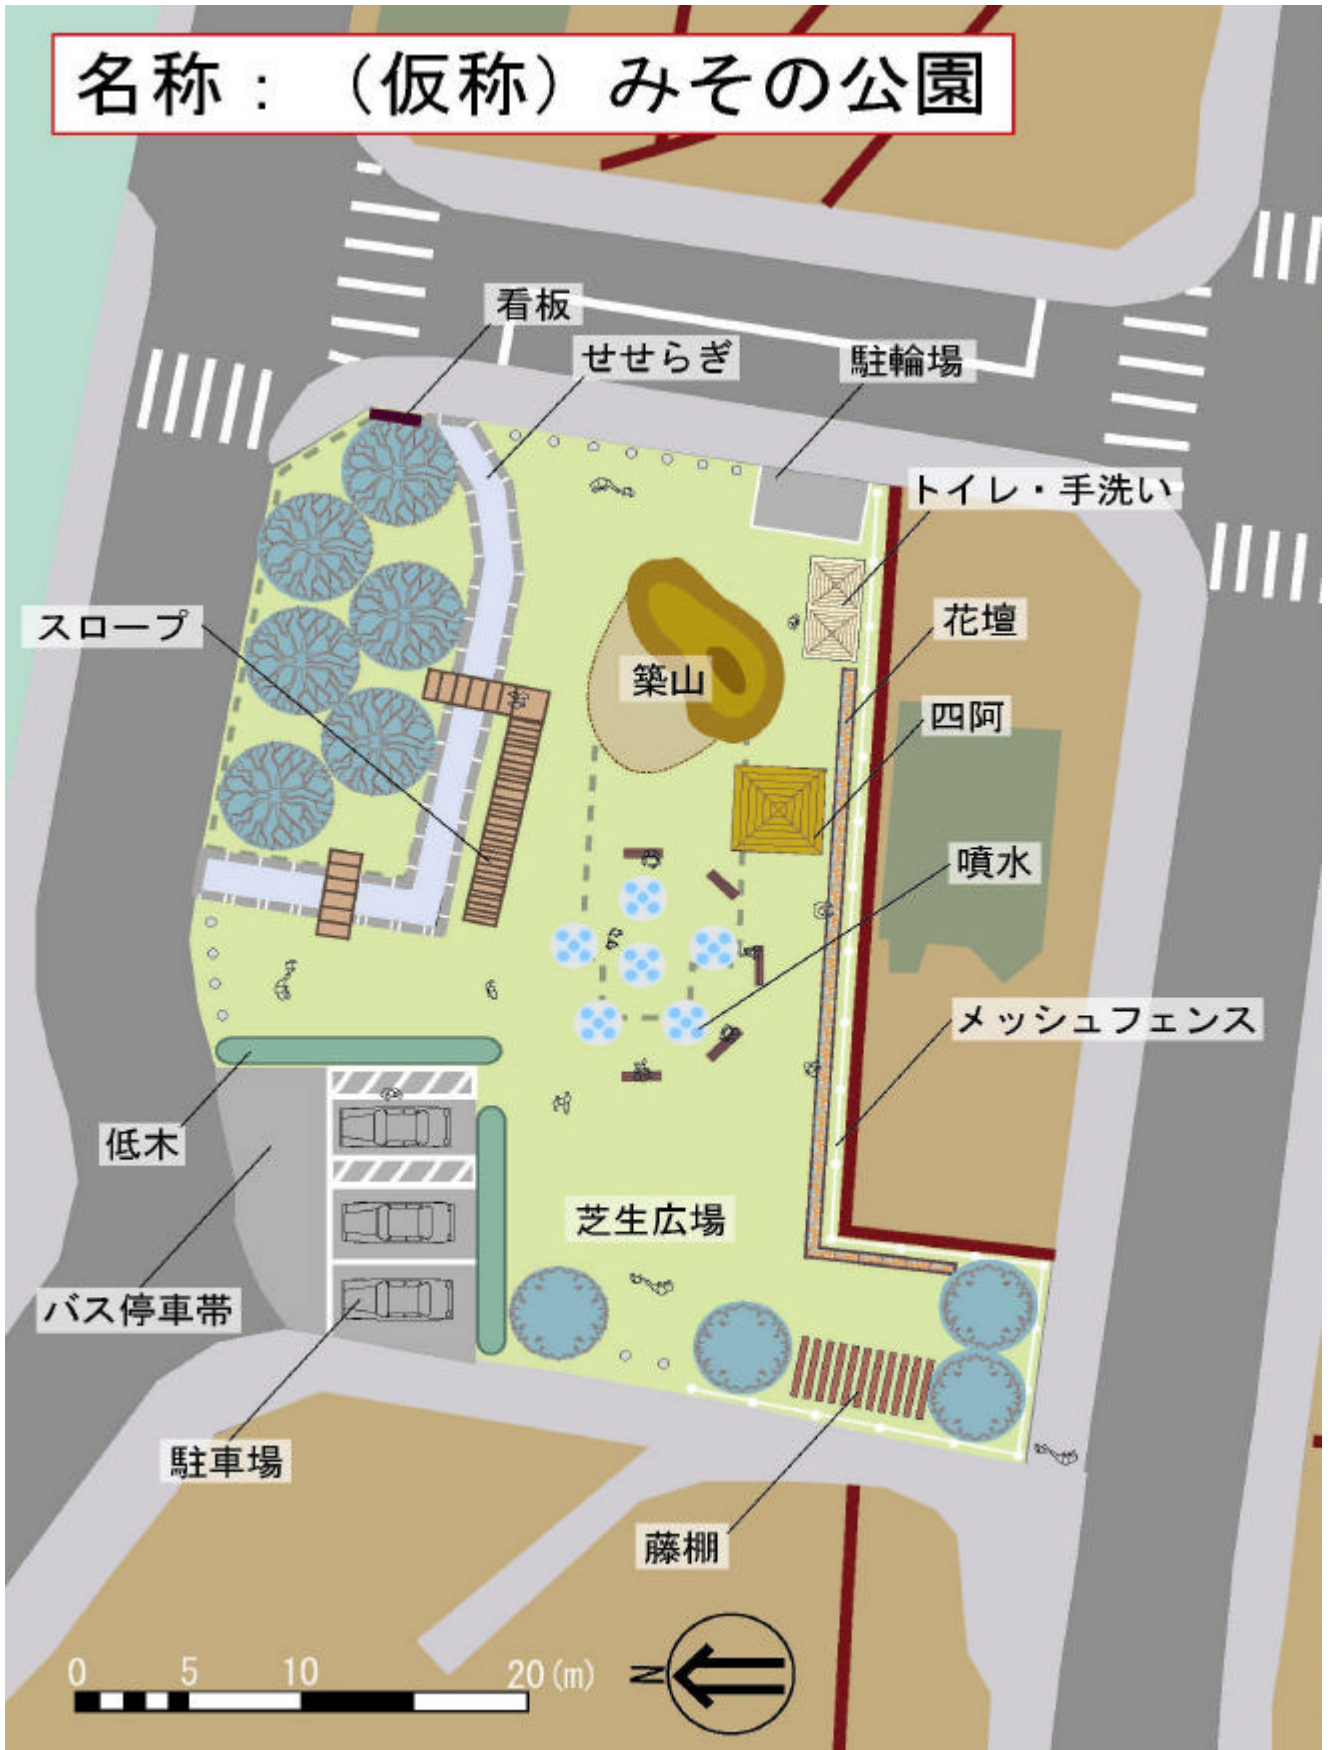 名称：（仮称）みその公園
看板
せせらぎ
駐輪場
トイレ・手洗い
スロープ
花壇
築山
四阿
噴水
メッシュフェンス
低木
芝生広場
バス停車帯
駐車場
藤棚
0 5 10 20(m)
N